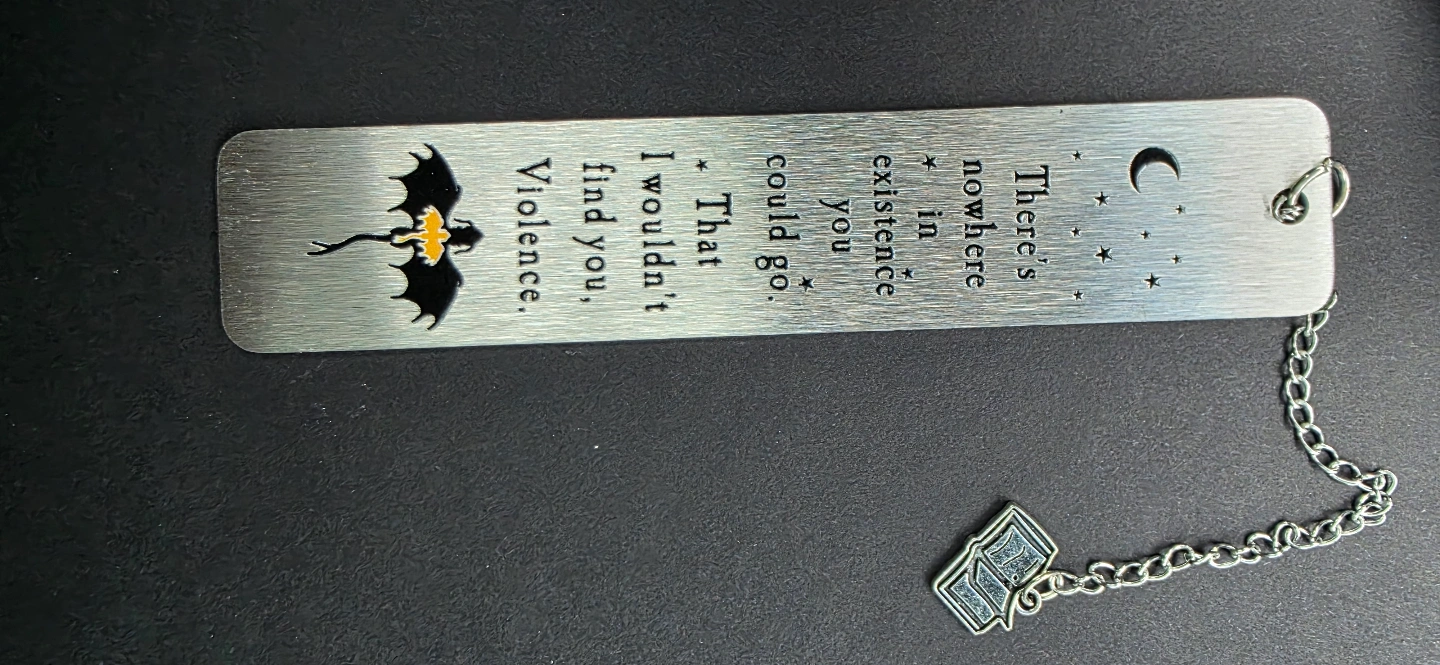 There's
nowhere
in
existence
you
could go.
That
I wouldn't
find you,
Violence.